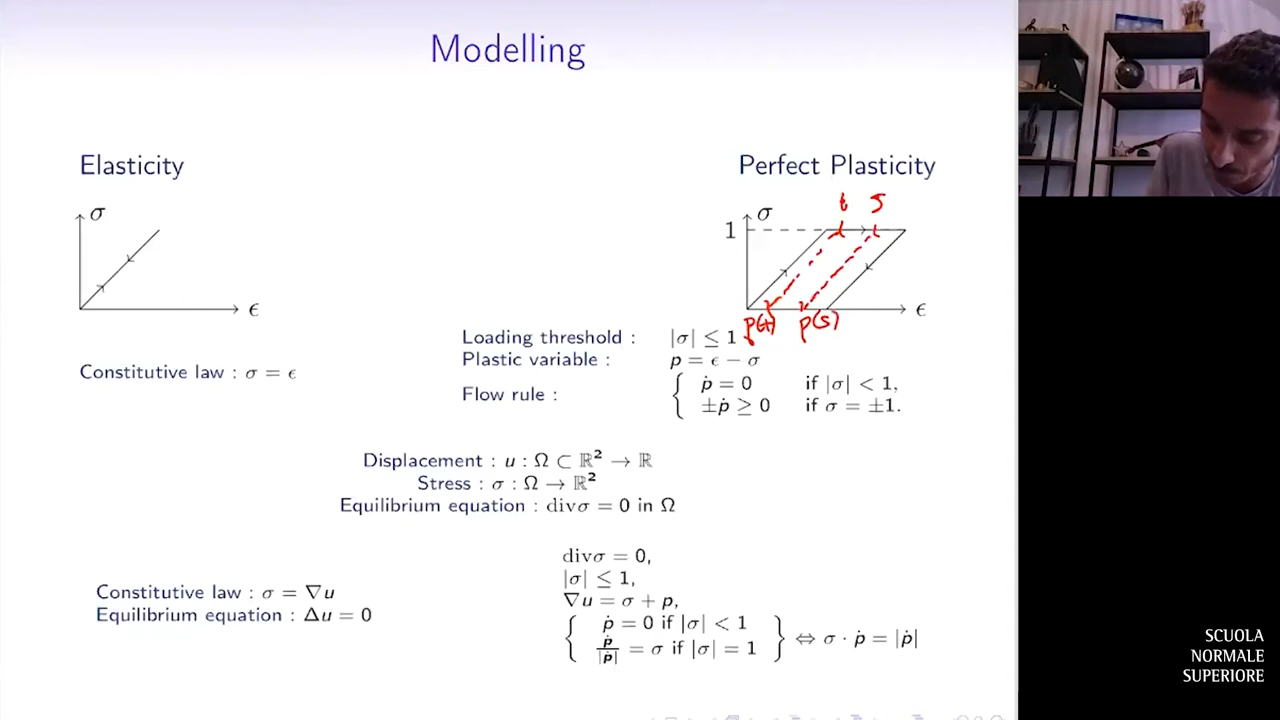 Modelling
Elasticity
σ
ϵ
Constitutive law : σ = ϵ
Perfect Plasticity
t s
σ
1
ϵ
p(t) p(s)
Loading threshold : |σ| ≤ 1
Plastic variable : p = ϵ − σ
Flow rule : { ṗ = 0 if |σ| < 1,
±ṗ ≥ 0 if σ = ±1.
Displacement : u : Ω ⊂ ℝ² → ℝ
Stress : σ : Ω → ℝ²
Equilibrium equation : divσ = 0 in Ω
Constitutive law : σ = ∇u
Equilibrium equation : Δu = 0
divσ = 0,
|σ| ≤ 1,
∇u = σ + p,
{ ṗ = 0 if |σ| < 1
ṗ/|ṗ| = σ if |σ| = 1 } ⇔ σ · ṗ = |ṗ|
SCUOLA
NORMALE
SUPERIORE